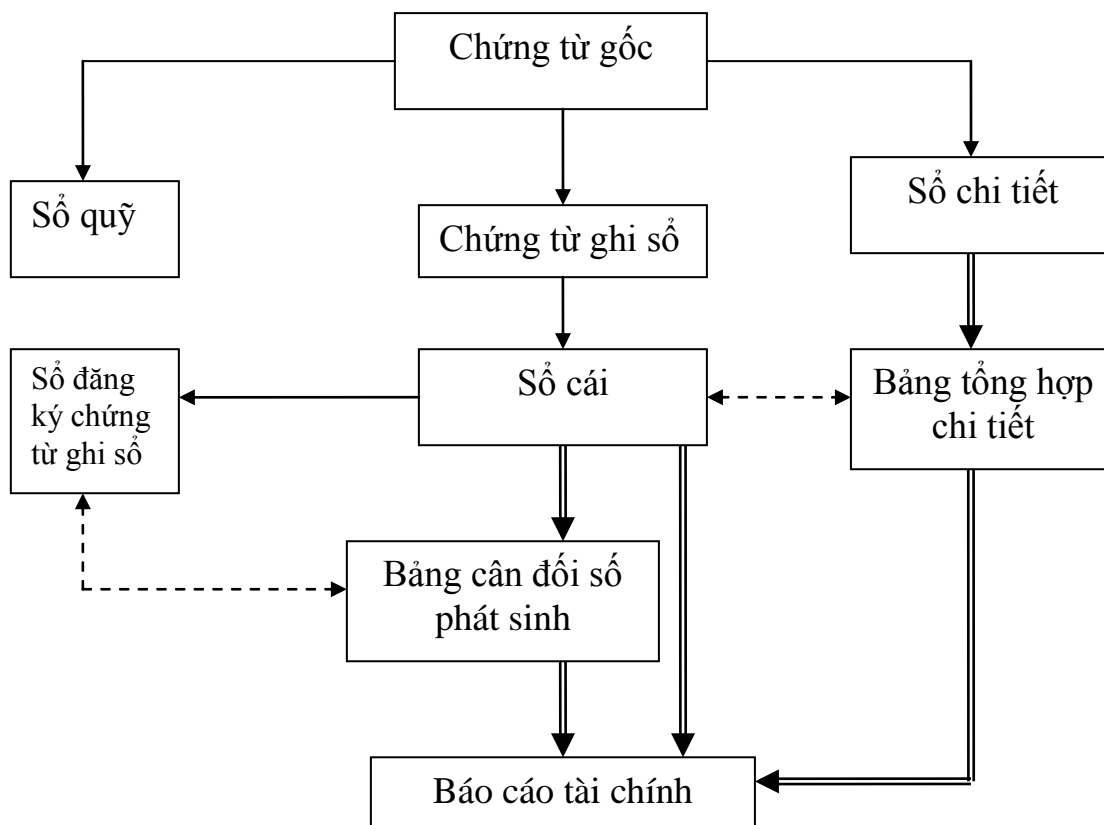 Chứng từ gốc
Sổ quỹ
Chứng từ ghi sổ
Sổ chi tiết
Sổ đăng
ký chứng
từ ghi sổ
Sổ cái
Bảng tổng hợp
chi tiết
Bảng cân đối số
phát sinh
Báo cáo tài chính